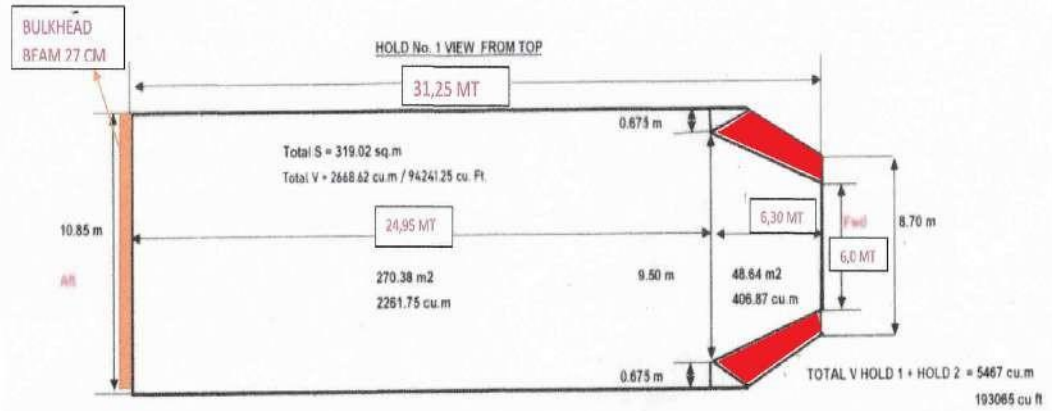 BULKHEAD
BEAM 27 CM
HOLD No. 1 VIEW FROM TOP
31,25 MT
0.675 m
Total S = 319.02 sq.m
Total V = 2668.62 cu.m / 94241.25 cu. Ft.
10.85 m
24,95 MT
6,30 MT
Fwd
8.70 m
6,0 MT
Aft
270.38 m2
2261.75 cu.m
9.50 m
48.64 m2
406.87 cu.m
0.675 m
TOTAL V HOLD 1 + HOLD 2 = 5467 cu.m
193065 cu ft